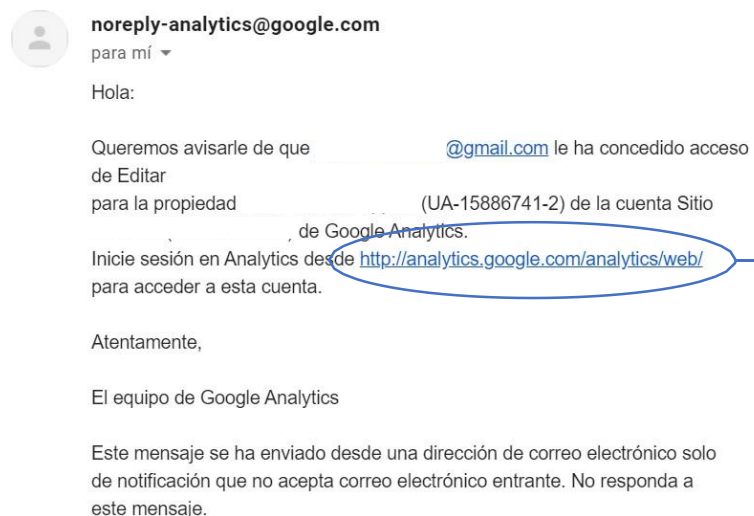 noreply-analytics@google.com
para mí
Hola:
Queremos avisarle de que @gmail.com le ha concedido acceso
de Editar
para la propiedad (UA-15886741-2) de la cuenta Sitio
de Google Analytics.
Inicie sesión en Analytics desde http://analytics.google.com/analytics/web/
para acceder a esta cuenta.
Atentamente,
El equipo de Google Analytics
Este mensaje se ha enviado desde una dirección de correo electrónico solo
de notificación que no acepta correo electrónico entrante. No responda a
este mensaje.